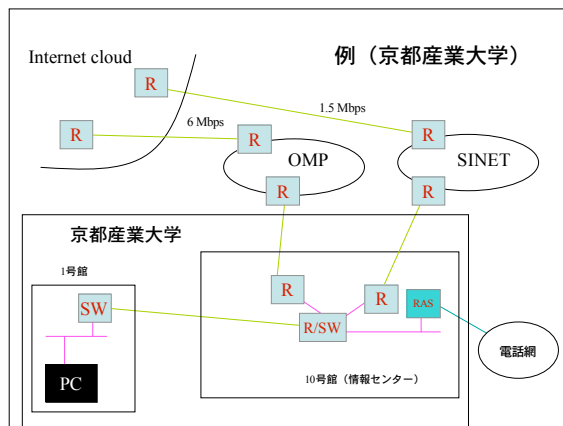 例（京都産業大学）
Internet cloud
R
1.5 Mbps
R
6 Mbps
R
R
OMP
SINET
R
R
京都産業大学
1号館
SW
R
R
RAS
R/SW
電話網
PC
10号館（情報センター）